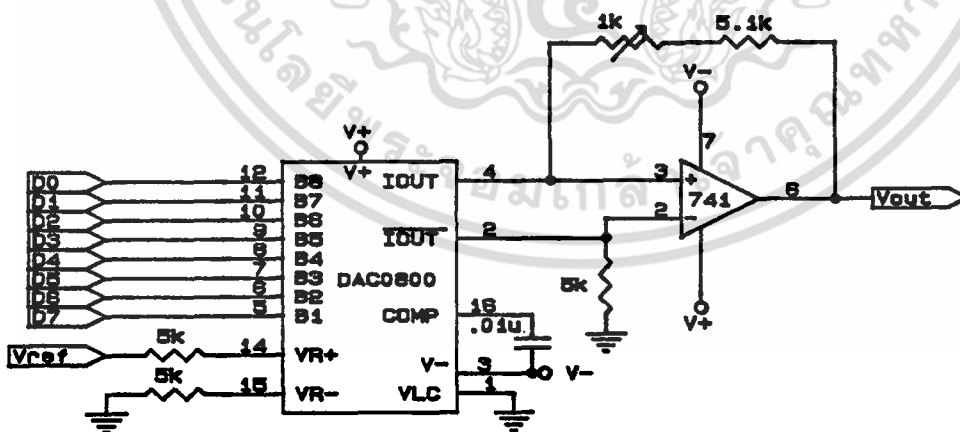 1k 5.1k
V-
7
V+
V+
D0 12 B8 IOUT 4 3 + 6 Vout
D1 11 B7 741
D2 10 B6 2 -
D3 9 B5 IOUT 2
D4 8 B4
D5 7 B3 DAC0800 5k
D6 6 B2
D7 5 B1 COMP 16
.01u
V+
Vref 5k 14 VR+
V- 3 V-
5k 15 VR- VLC 1